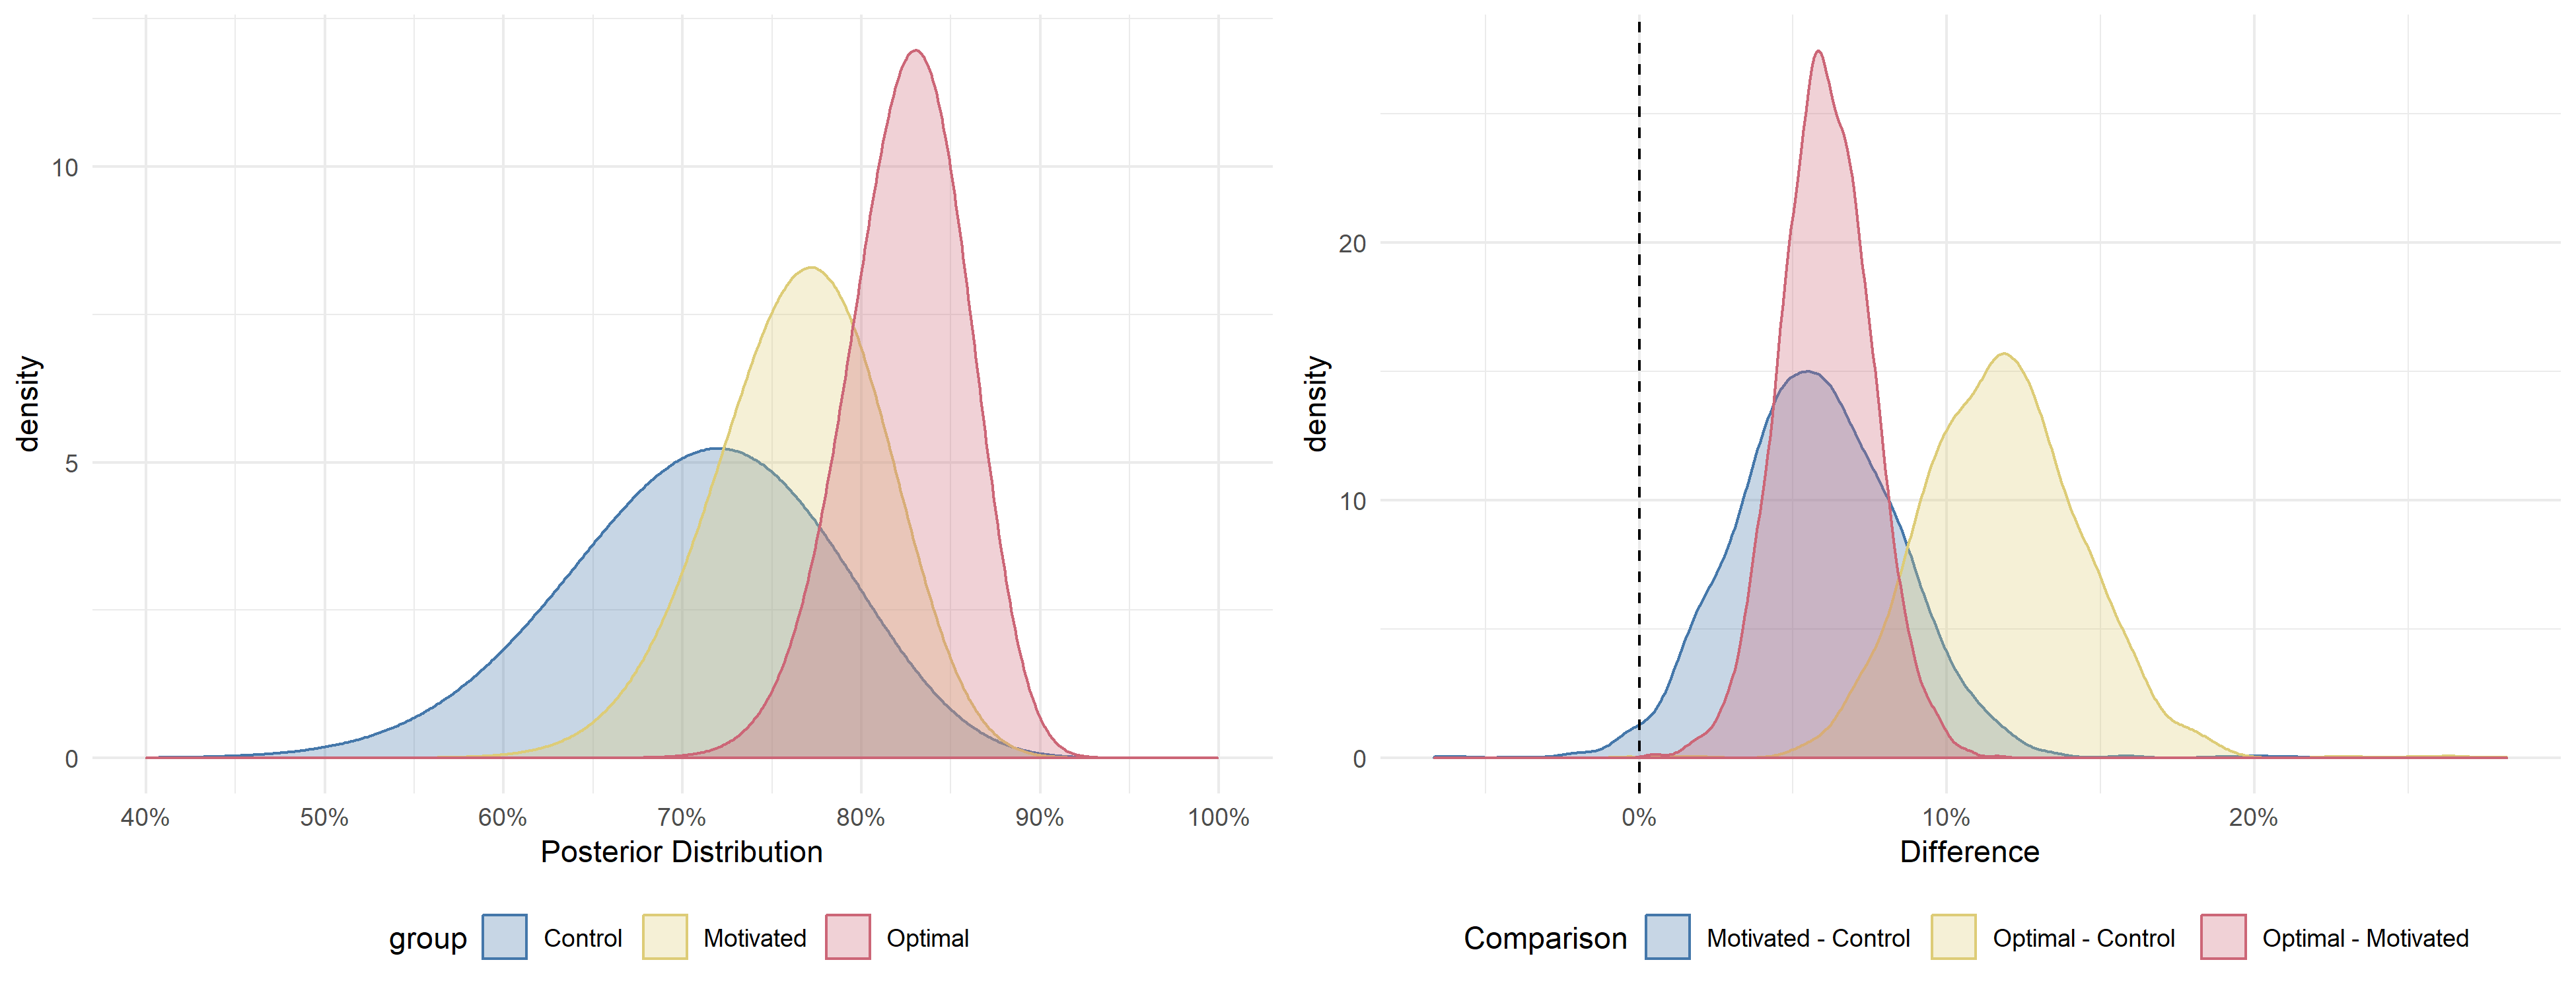 density
10
5
0
40% 50% 60% 70% 80% 90% 100%
Posterior Distribution
group Control Motivated Optimal
density
20
10
0
0% 10% 20%
Difference
Comparison Motivated - Control Optimal - Control Optimal - Motivated